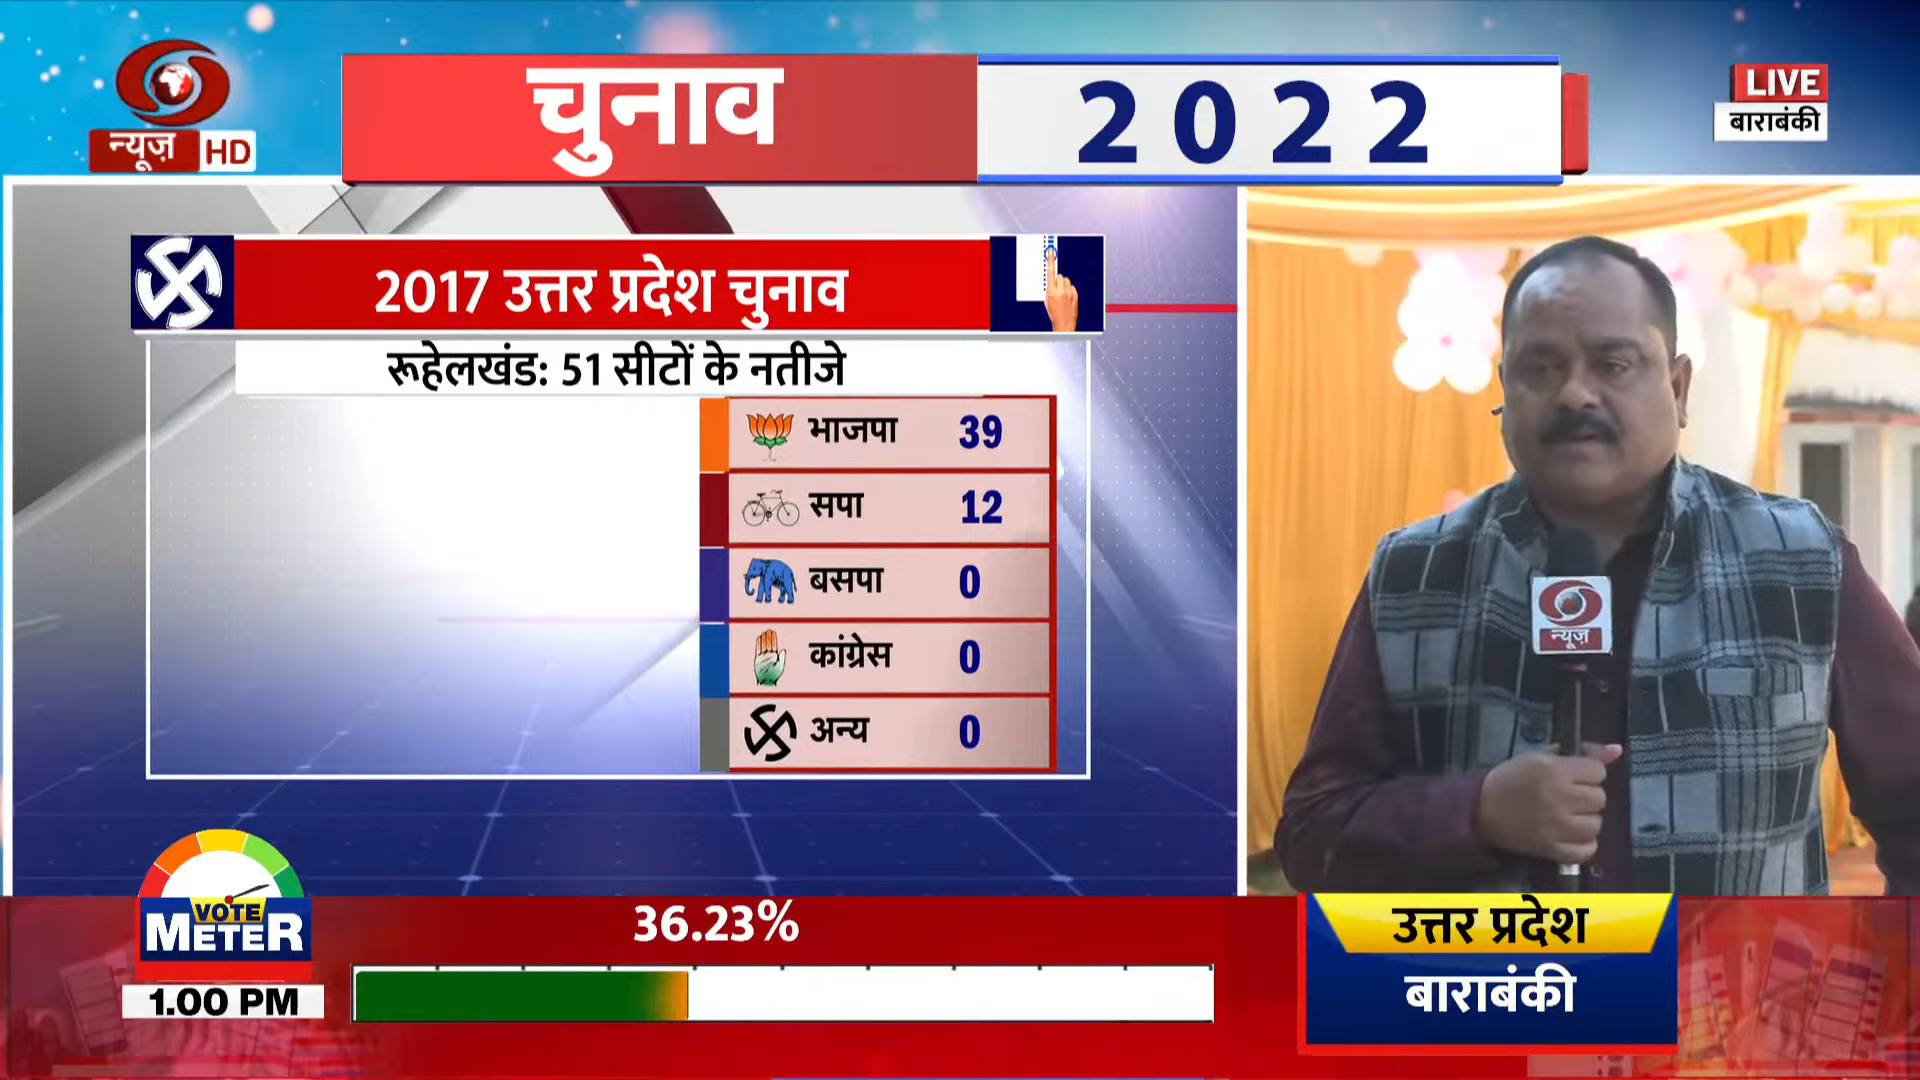 न्यूज़ HD
चुनाव 2022
LIVE
बाराबंकी
2017 उत्तर प्रदेश चुनाव
रूहेलखंड: 51 सीटों के नतीजे
भाजपा 39
सपा 12
बसपा 0
कांग्रेस 0
अन्य 0
न्यूज़
VOTE
METER
1.00 PM
36.23%
उत्तर प्रदेश
बाराबंकी